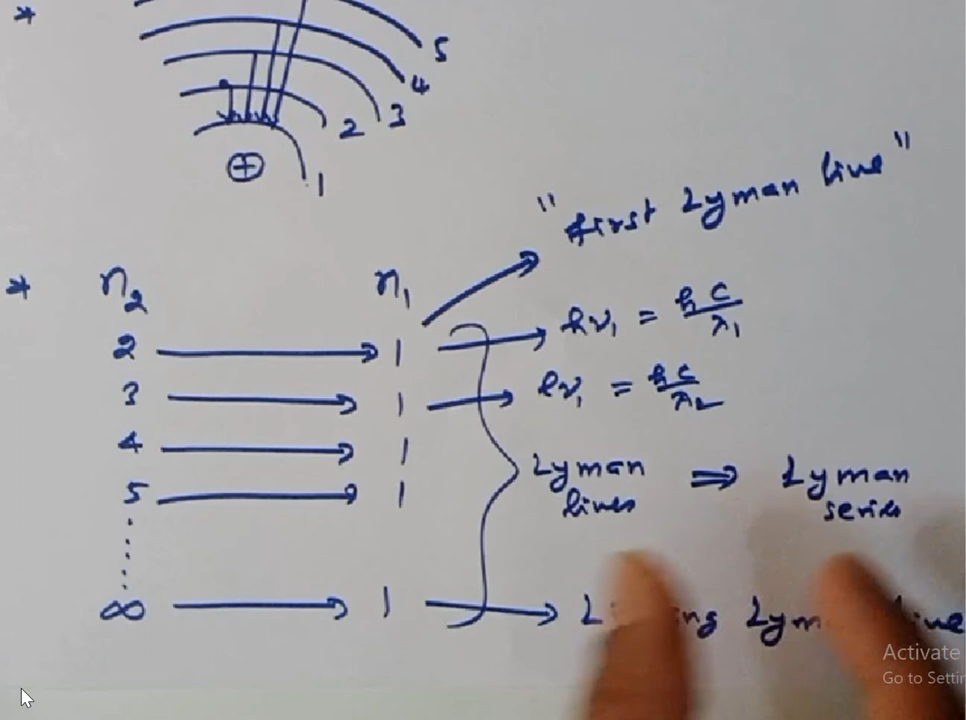 *
5
4
3
2
1
⊕
"first Lyman line"
* n₂ n₁
2 → 1 → hν₁ = hc/λ₁
3 → 1 → hν₁ = hc/λ₂
4 → 1
5 → 1
Lyman lines ⇒ Lyman series
⋮
∞ → 1 →
Activate
Go to Settin